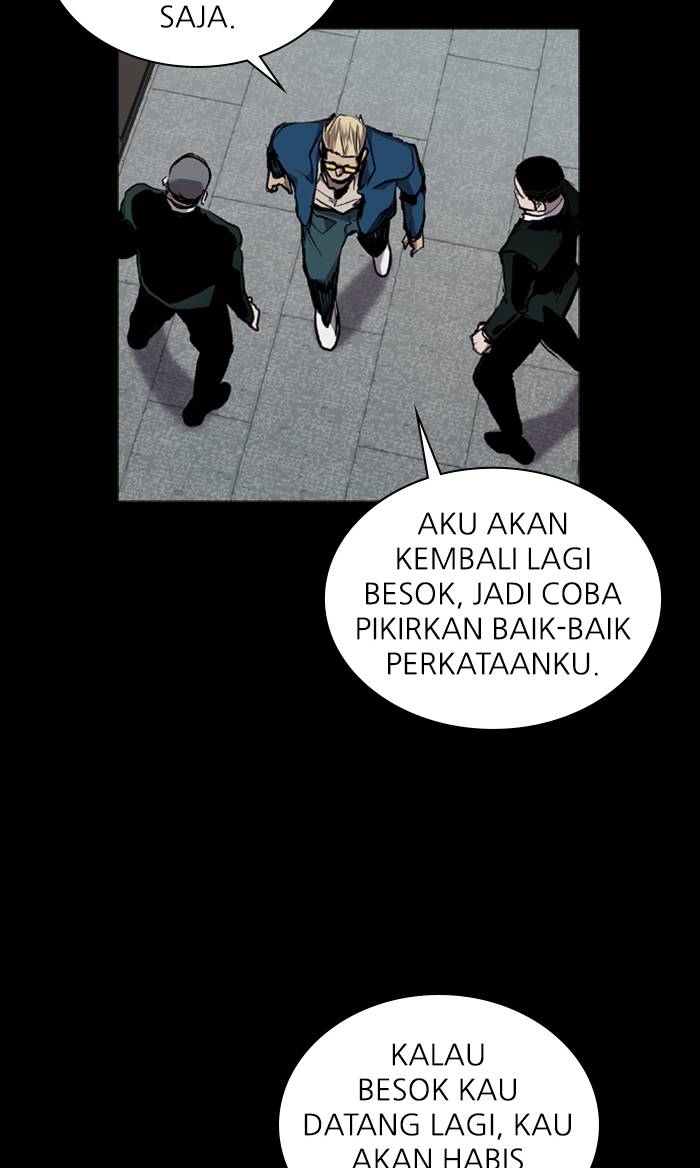 SAJA.
AKU AKAN
KEMBALI LAGI
BESOK, JADI COBA
PIKIRKAN BAIK-BAIK
PERKATAANKU.
KALAU
BESOK KAU
DATANG LAGI, KAU
AKAN HABIS